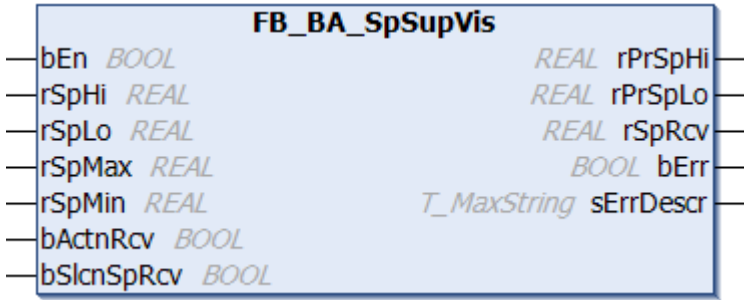 FB_BA_SpSupVis
bEn BOOL REAL rPrSpHi
rSpHi REAL REAL rPrSpLo
rSpLo REAL REAL rSpRcv
rSpMax REAL BOOL bErr
rSpMin REAL T_MaxString sErrDescr
bActnRcv BOOL
bSlcnSpRcv BOOL